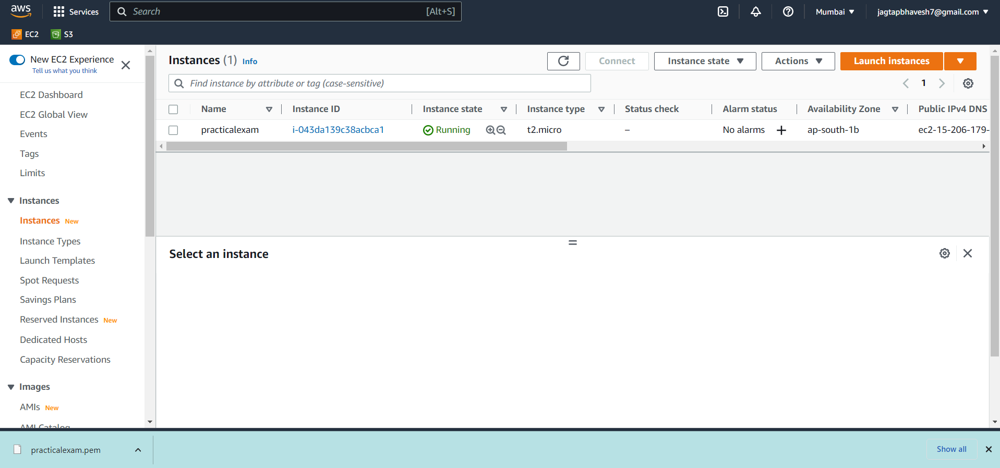 aws
Services
Search
[Alt+S]
Mumbai
jagtapbhavesh7@gmail.com
EC2
S3
New EC2 Experience
Tell us what you think
EC2 Dashboard
EC2 Global View
Events
Tags
Limits
Instances
Instances New
Instance Types
Launch Templates
Spot Requests
Savings Plans
Reserved Instances New
Dedicated Hosts
Capacity Reservations
Images
AMIs New
AMI Catalog
Instances (1) Info
Connect
Instance state
Actions
Launch instances
Find instance by attribute or tag (case-sensitive)
1
Name Instance ID Instance state Instance type Status check Alarm status Availability Zone Public IPv4 DNS
practicalexam i-043da139c38acbca1 Running t2.micro – No alarms + ap-south-1b ec2-15-206-179-
Select an instance
practicalexam.pem
Show all